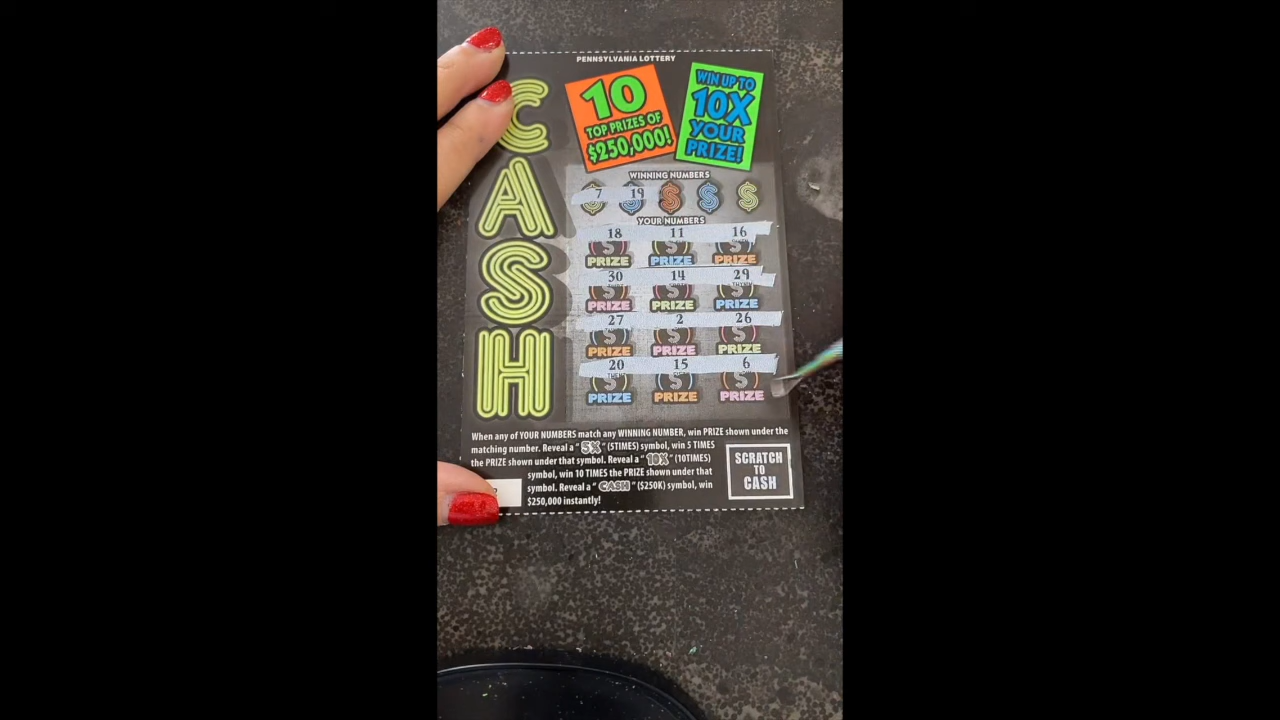 PENNSYLVANIA LOTTERY
10
TOP PRIZES OF
$250,000!
WIN UP TO
10X
YOUR
PRIZE!
CASH
WINNING NUMBERS
7 19 $ $ $
YOUR NUMBERS
18 11 16
$ $ $
PRIZE PRIZE PRIZE
30 14 29
$ $ $
PRIZE PRIZE PRIZE
27 2 26
$ $ $
PRIZE PRIZE PRIZE
20 15 6
$ $ $
PRIZE PRIZE PRIZE
When any of YOUR NUMBERS match any WINNING NUMBER, win PRIZE shown under the
matching number. Reveal a "5X" (5TIMES) symbol, win 5 TIMES
the PRIZE shown under that symbol. Reveal a "10X" (10TIMES)
symbol, win 10 TIMES the PRIZE shown under that
symbol. Reveal a "CASH" ($250K) symbol, win
$250,000 instantly!
SCRATCH
TO
CASH